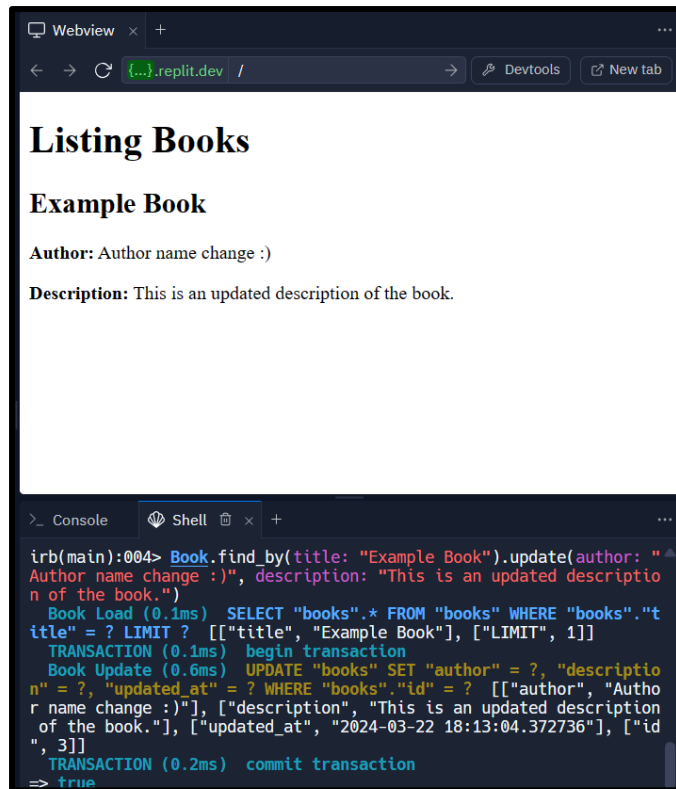 Webview × + ...
{...}.replit.dev / Devtools New tab
Listing Books
Example Book
Author: Author name change :)
Description: This is an updated description of the book.
>_ Console Shell × + ...
irb(main):004> Book.find_by(title: "Example Book").update(author: "
Author name change :)", description: "This is an updated descriptio
n of the book.")
  Book Load (0.1ms)  SELECT "books".* FROM "books" WHERE "books"."t
itle" = ? LIMIT ?  [["title", "Example Book"], ["LIMIT", 1]]
  TRANSACTION (0.1ms)  begin transaction
  Book Update (0.6ms)  UPDATE "books" SET "author" = ?, "descriptio
n" = ?, "updated_at" = ? WHERE "books"."id" = ?  [["author", "Autho
r name change :)"], ["description", "This is an updated description
 of the book."], ["updated_at", "2024-03-22 18:13:04.372736"], ["id
", 3]]
  TRANSACTION (0.2ms)  commit transaction
=> true